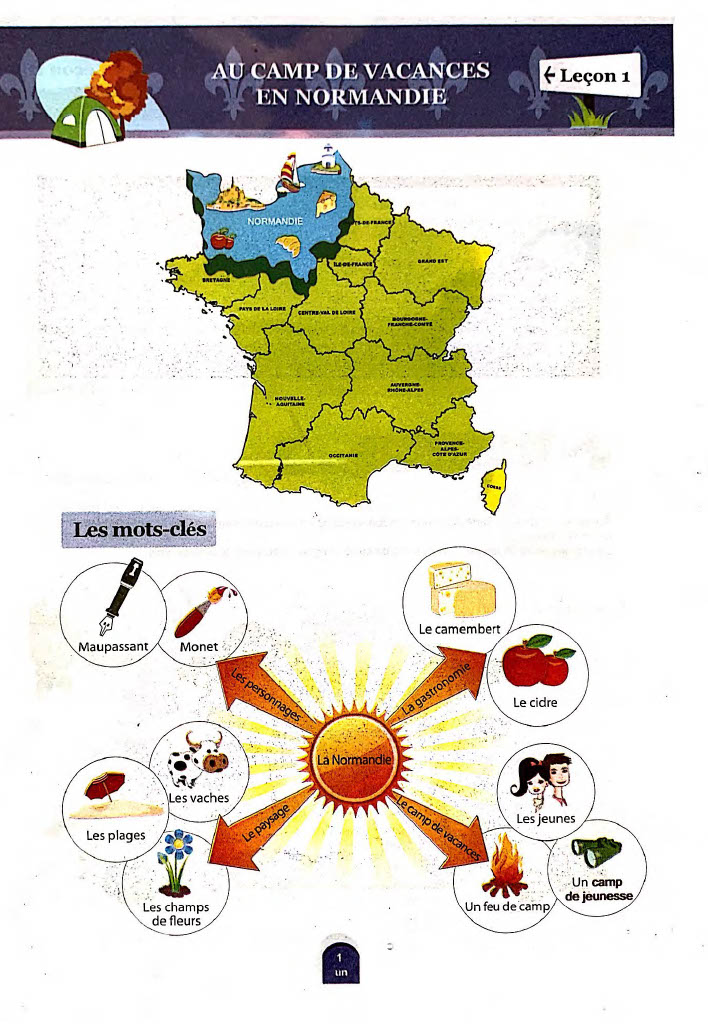 AU CAMP DE VACANCES
EN NORMANDIE
← Leçon 1
NORMANDIE
TS-DE-FRANCE
ÎLE-DE-FRANCE
GRAND EST
BRETAGNE
PAYS DE LA LOIRE
CENTRE-VAL DE LOIRE
BOURGOGNE-
FRANCHE-COMTÉ
NOUVELLE-
AQUITAINE
AUVERGNE-
RHÔNE-ALPES
OCCITANIE
PROVENCE-
ALPES-
CÔTE D'AZUR
CORSE
Les mots-clés
Maupassant
Monet
Le camembert
Le cidre
Les personnages
La gastronomie
La Normandie
Les vaches
Les plages
Le paysage
Les champs
de fleurs
Le camp de vacances
Les jeunes
Un feu de camp
Un camp
de jeunesse
1
un